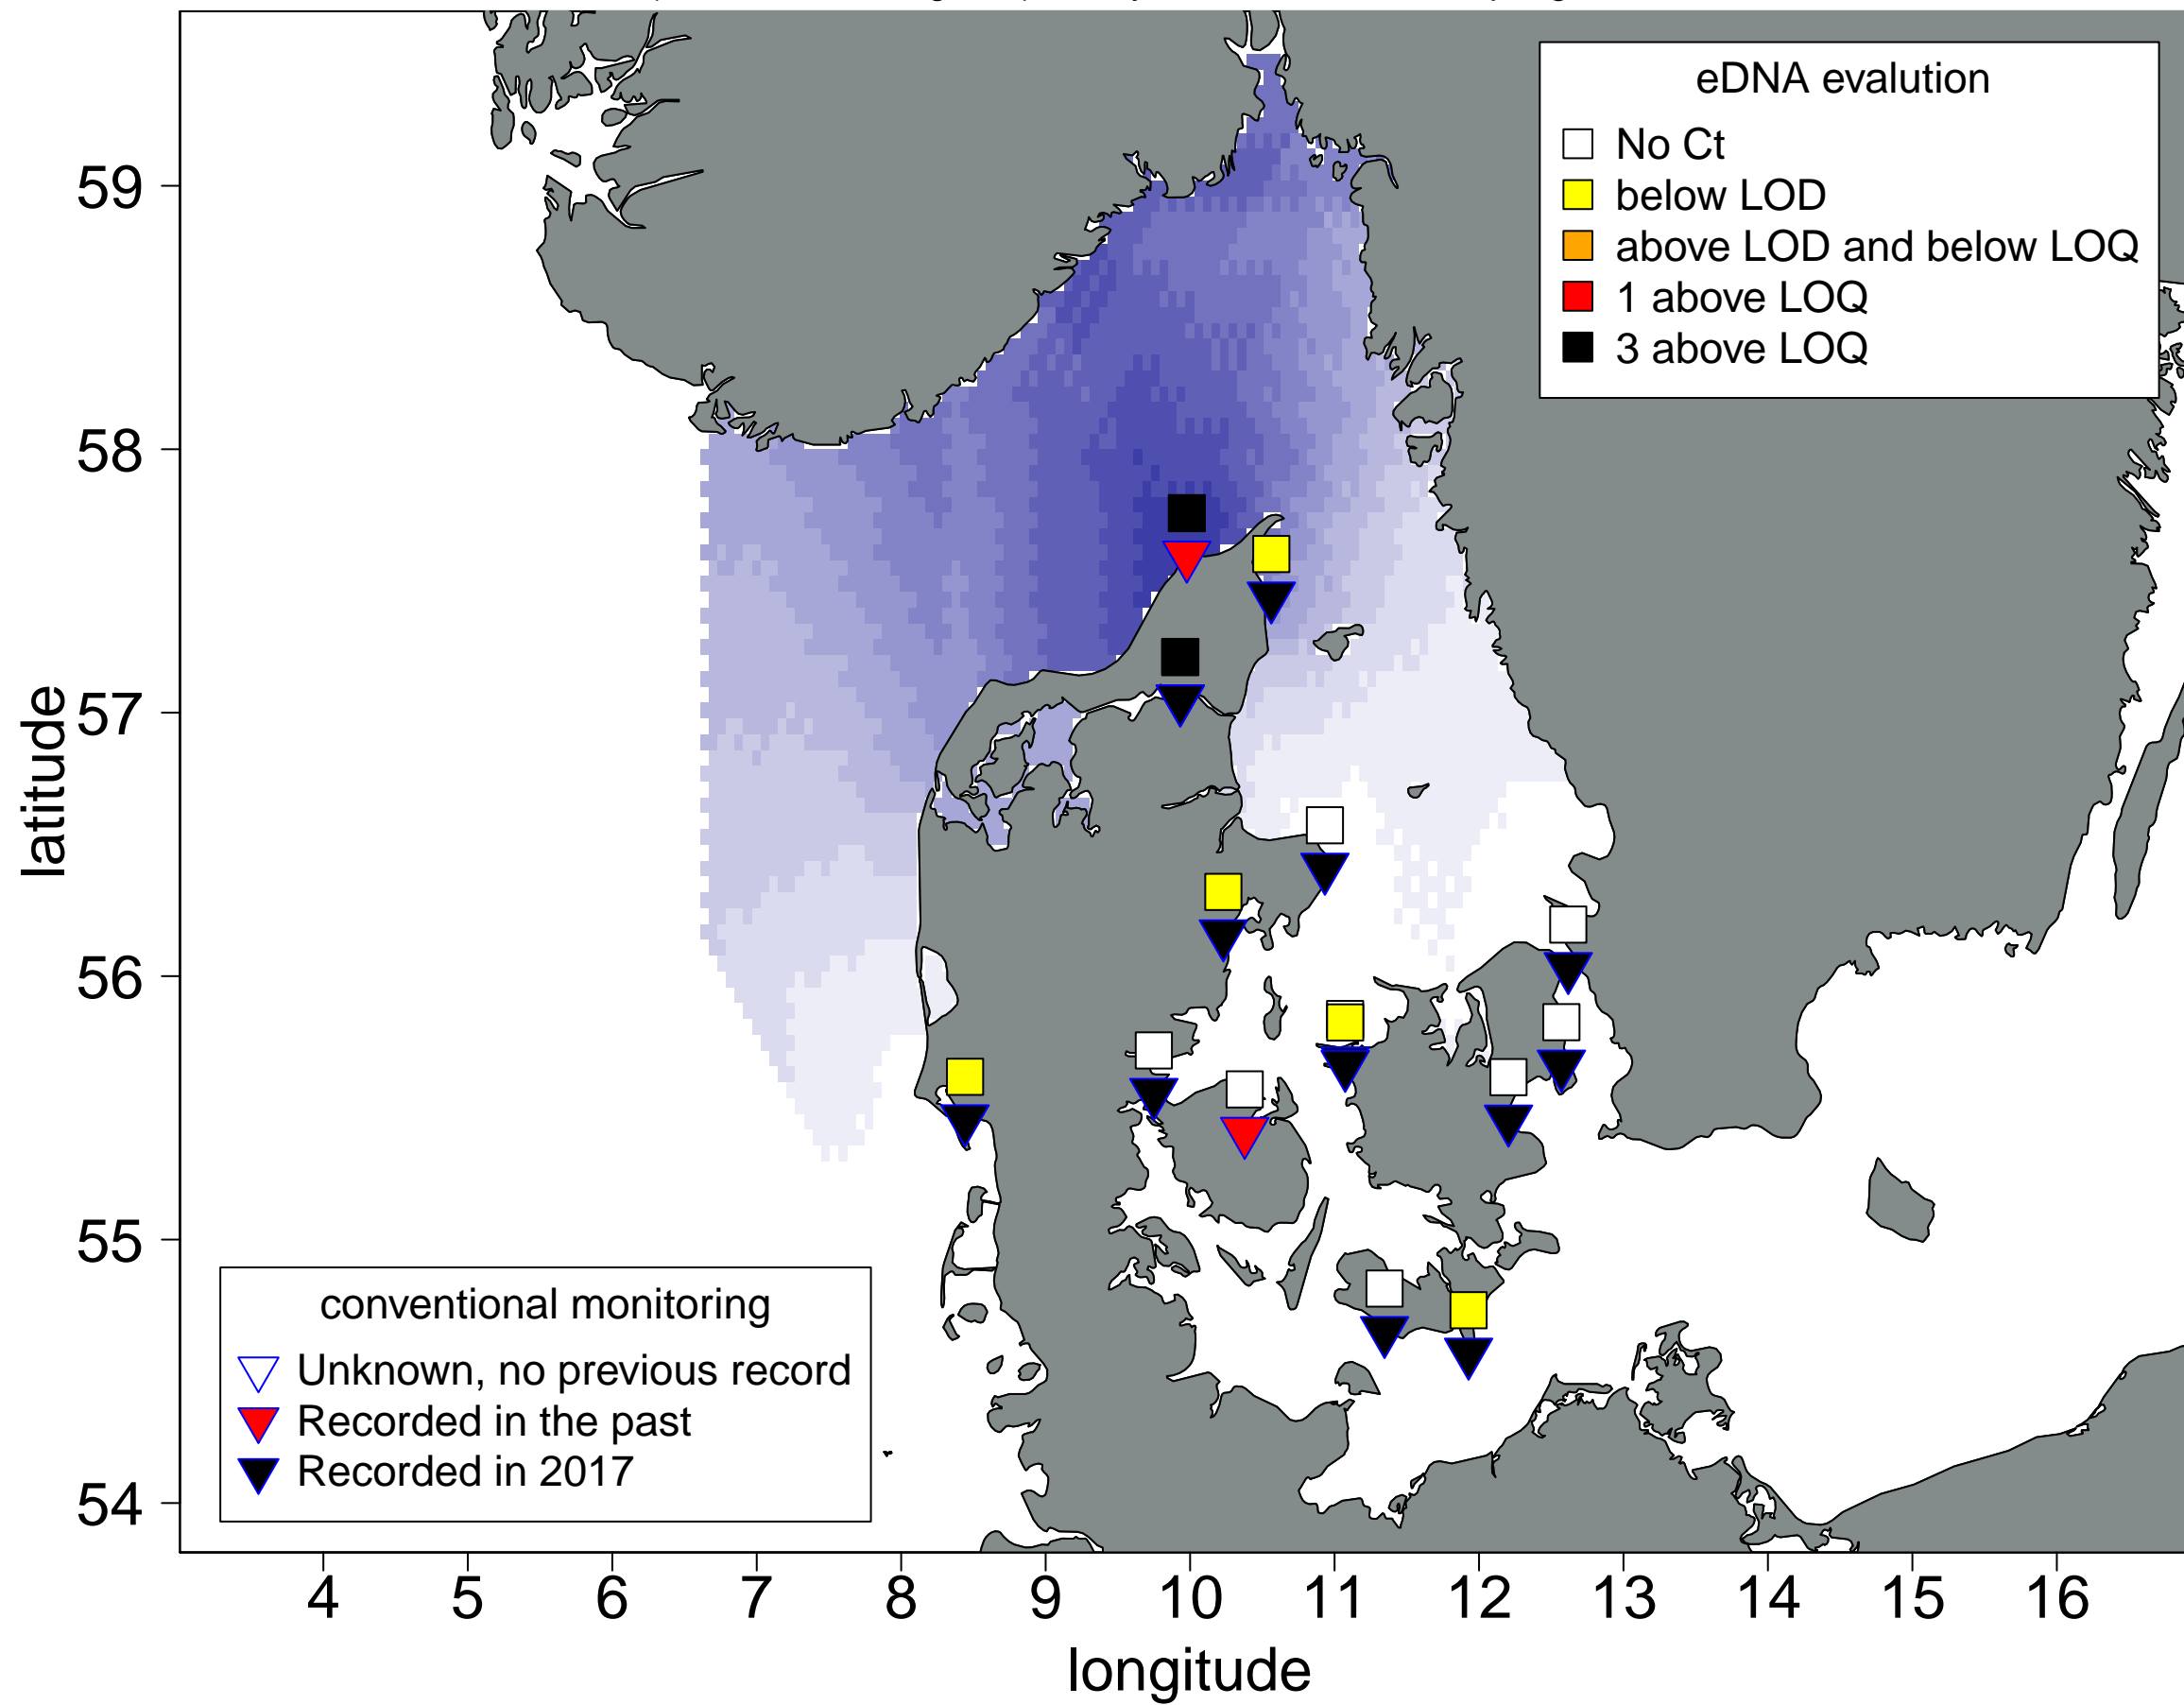 eDNA evalution
No Ct
below LOD
above LOD and below LOQ
1 above LOQ
3 above LOQ
59
58
57
56
55
54
latitude
conventional monitoring
Unknown, no previous record
Recorded in the past
Recorded in 2017
4 5 6 7 8 9 10 11 12 13 14 15 16
longitude